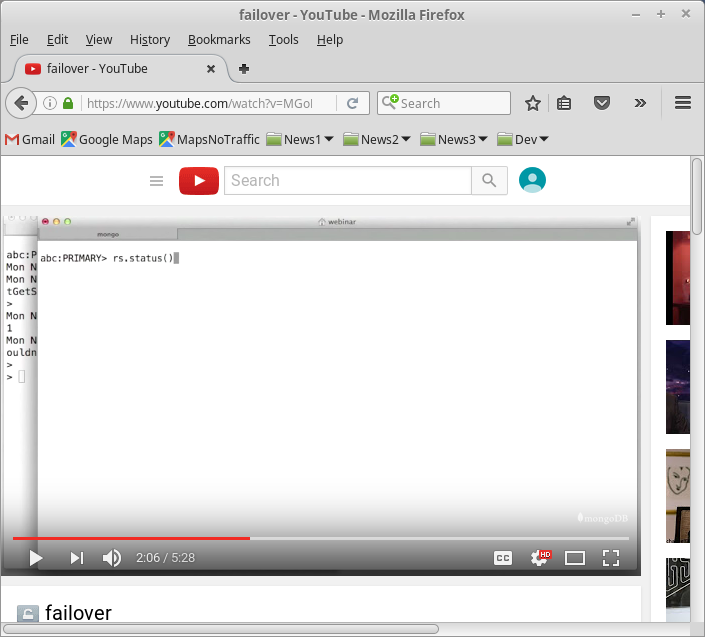 failover - YouTube - Mozilla Firefox
File Edit View History Bookmarks Tools Help
failover - YouTube
https://www.youtube.com/watch?v=MGol
Search
Gmail Google Maps MapsNoTraffic News1 News2 News3 Dev
Search
webinar
mongo
abc:P
Mon N
Mon N
tGetS
>
Mon N
1
Mon N
ouldn
>
>
abc:PRIMARY> rs.status()
mongoDB
2:06 / 5:28
CC
HD
failover